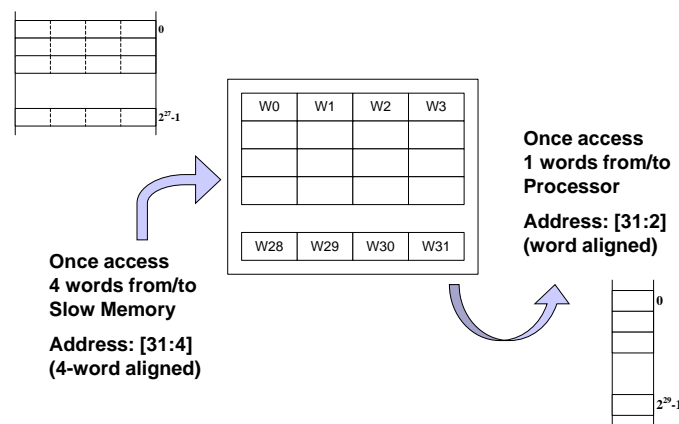 0
2^27-1
W0 W1 W2 W3
W28 W29 W30 W31
Once access
4 words from/to
Slow Memory
Address: [31:4]
(4-word aligned)
Once access
1 words from/to
Processor
Address: [31:2]
(word aligned)
0
2^29-1